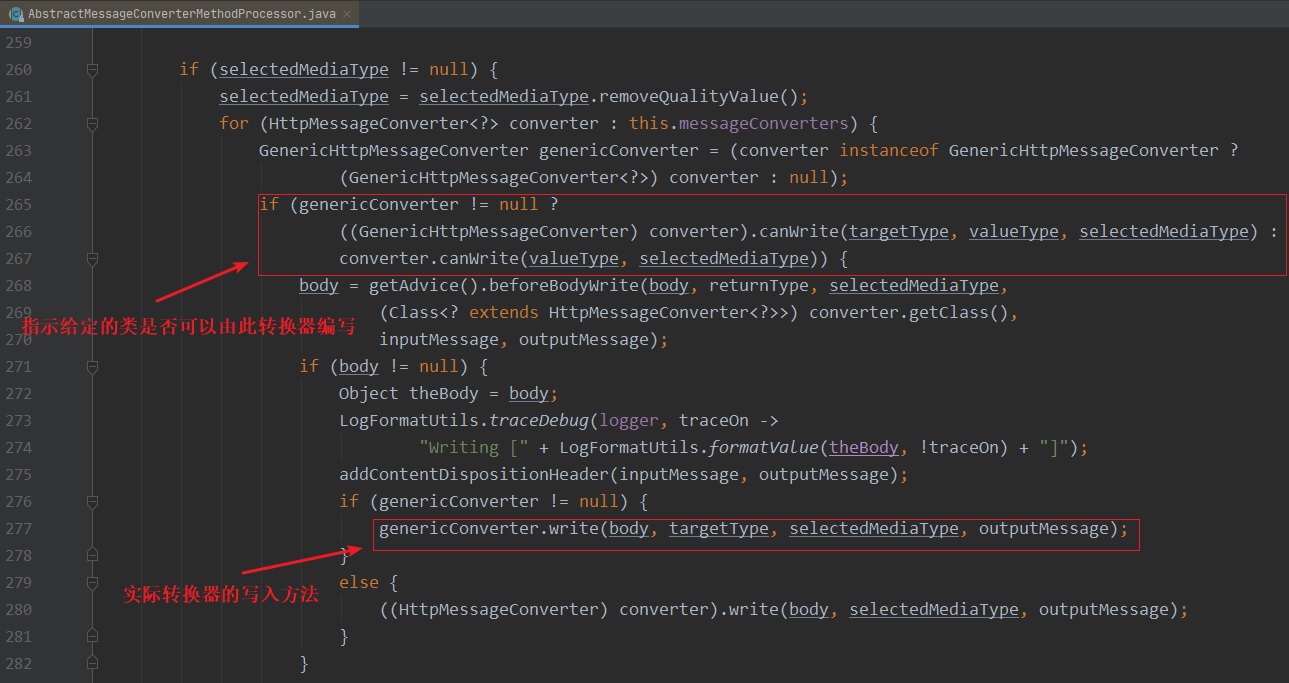 AbstractMessageConverterMethodProcessor.java
259
260 if (selectedMediaType != null) {
261 selectedMediaType = selectedMediaType.removeQualityValue();
262 for (HttpMessageConverter<?> converter : this.messageConverters) {
263 GenericHttpMessageConverter genericConverter = (converter instanceof GenericHttpMessageConverter ?
264 (GenericHttpMessageConverter<?>) converter : null);
265 if (genericConverter != null ?
266 ((GenericHttpMessageConverter) converter).canWrite(targetType, valueType, selectedMediaType) :
267 converter.canWrite(valueType, selectedMediaType)) {
268 body = getAdvice().beforeBodyWrite(body, returnType, selectedMediaType,
269 (Class<? extends HttpMessageConverter<?>>) converter.getClass(),
指示给定的类是否可以由此转换器编写
270 inputMessage, outputMessage);
271 if (body != null) {
272 Object theBody = body;
273 LogFormatUtils.traceDebug(logger, traceOn ->
274 "Writing [" + LogFormatUtils.formatValue(theBody, !traceOn) + "]");
275 addContentDispositionHeader(inputMessage, outputMessage);
276 if (genericConverter != null) {
277 genericConverter.write(body, targetType, selectedMediaType, outputMessage);
278 }
279 else {
实际转换器的写入方法
280 ((HttpMessageConverter) converter).write(body, selectedMediaType, outputMessage);
281 }
282 }